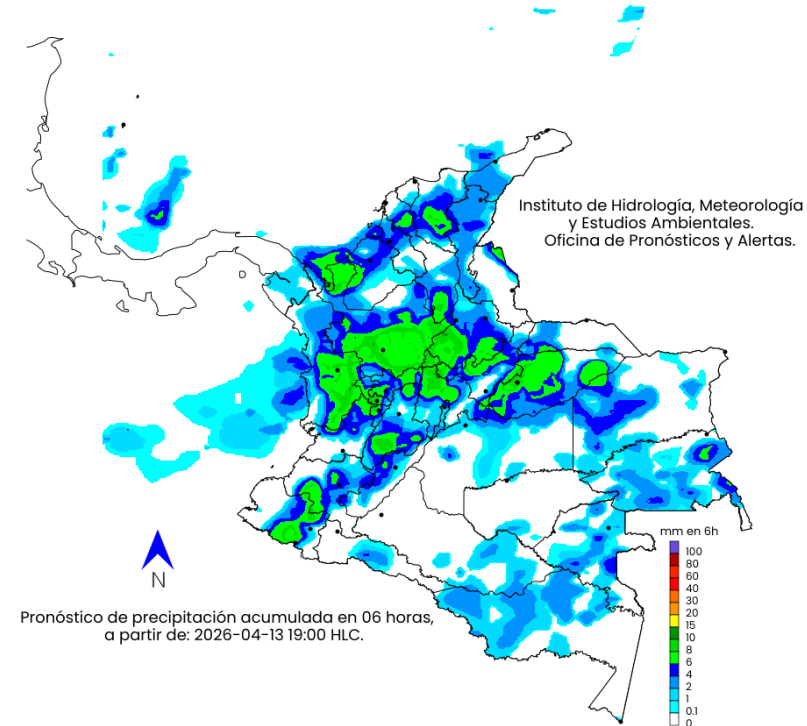 Instituto de Hidrología, Meteorología
y Estudios Ambientales.
Oficina de Pronósticos y Alertas.
N
Pronóstico de precipitación acumulada en 06 horas,
a partir de: 2026-04-13 19:00 HLC.
mm en 6h
100
80
60
40
30
20
15
10
8
6
4
2
1
0.1
0